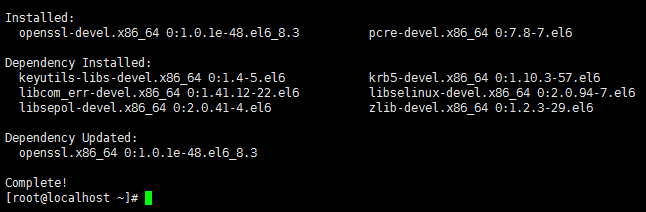 Installed:
  openssl-devel.x86_64 0:1.0.1e-48.el6_8.3          pcre-devel.x86_64 0:7.8-7.el6
Dependency Installed:
  keyutils-libs-devel.x86_64 0:1.4-5.el6            krb5-devel.x86_64 0:1.10.3-57.el6
  libcom_err-devel.x86_64 0:1.41.12-22.el6          libselinux-devel.x86_64 0:2.0.94-7.el6
  libsepol-devel.x86_64 0:2.0.41-4.el6              zlib-devel.x86_64 0:1.2.3-29.el6
Dependency Updated:
  openssl.x86_64 0:1.0.1e-48.el6_8.3
Complete!
[root@localhost ~]#